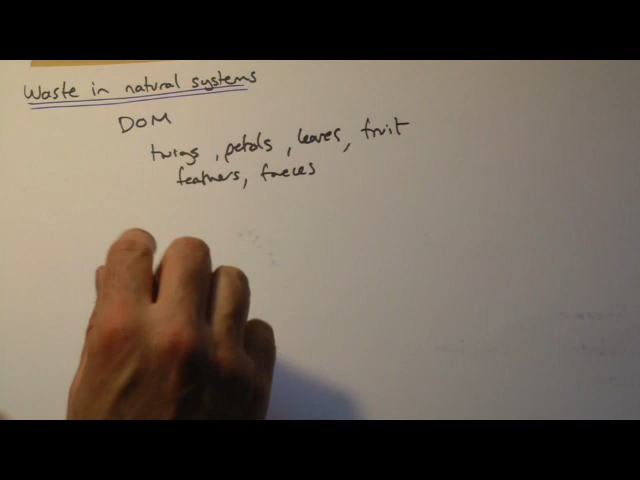 Waste in natural systems
DOM
twigs, petals, leaves, fruit
feathers, faeces